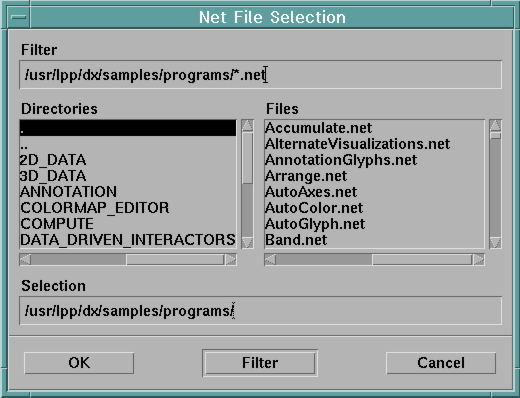 Net File Selection
Filter
/usr/lpp/dx/samples/programs/*.net
Directories
.
..
2D_DATA
3D_DATA
ANNOTATION
COLORMAP_EDITOR
COMPUTE
DATA_DRIVEN_INTERACTORS
Files
Accumulate.net
AlternateVisualizations.net
AnnotationGlyphs.net
Arrange.net
AutoAxes.net
AutoColor.net
AutoGlyph.net
Band.net
Selection
/usr/lpp/dx/samples/programs/
OK
Filter
Cancel